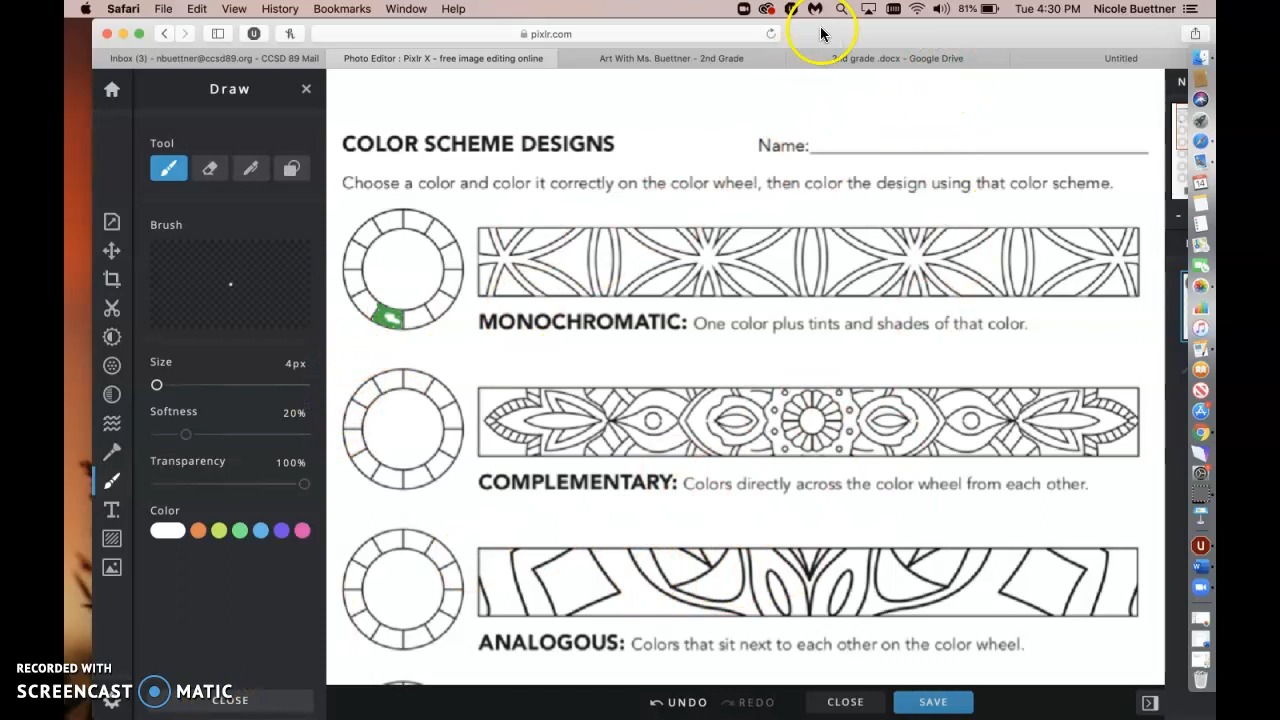 Safari File Edit View History Bookmarks Window Help 81% Tue 4:30 PM Nicole Buettner
pixlr.com
Inbox (3) - nbuettner@ccsd89.org - CCSD 89 Mail Photo Editor : Pixlr X - free image editing online Art With Ms. Buettner - 2nd Grade 2nd grade .docx - Google Drive Untitled
Draw
Tool
Brush
Size 4px
Softness 20%
Transparency 100%
Color
CLOSE
COLOR SCHEME DESIGNS Name:
Choose a color and color it correctly on the color wheel, then color the design using that color scheme.
MONOCHROMATIC: One color plus tints and shades of that color.
COMPLEMENTARY: Colors directly across the color wheel from each other.
ANALOGOUS: Colors that sit next to each other on the color wheel.
UNDO REDO CLOSE SAVE
RECORDED WITH
SCREENCAST MATIC